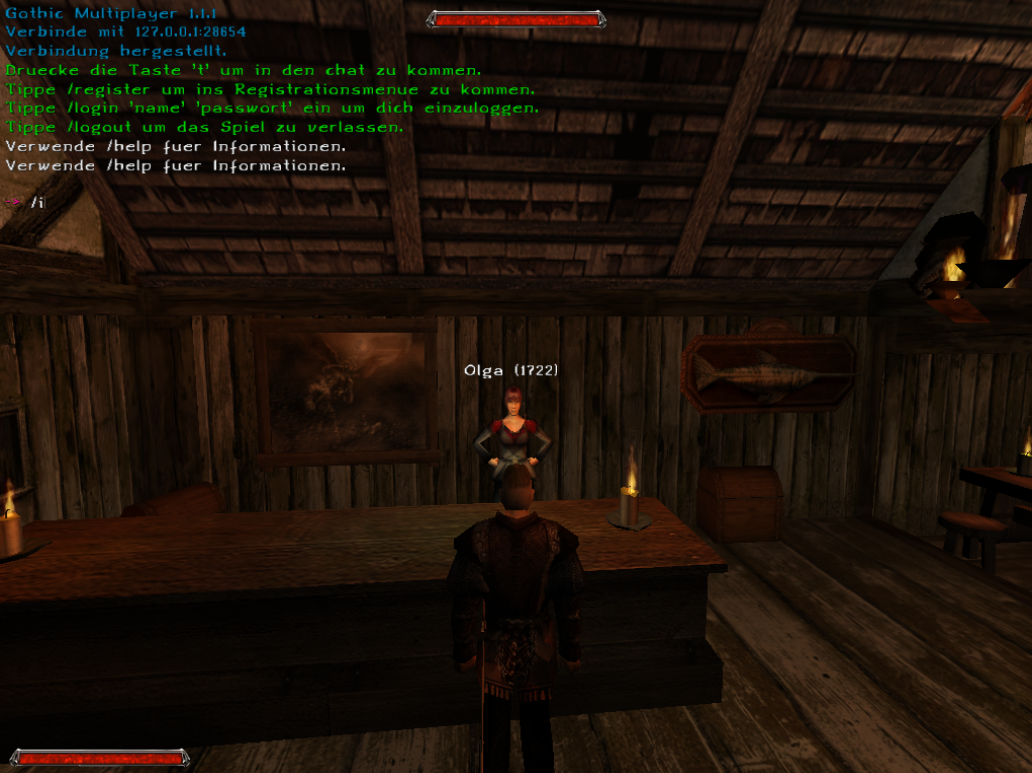 Gothic Multiplayer 1.1.1
Verbinde mit 127.0.0.1:28654
Verbindung hergestellt.
Druecke die Taste 't' um in den chat zu kommen.
Tippe /register um ins Registrationsmenue zu kommen.
Tippe /login 'name' 'passwort' ein um dich einzuloggen.
Tippe /logout um das Spiel zu verlassen.
Verwende /help fuer Informationen.
Verwende /help fuer Informationen.
-> /i
Olga (1722)